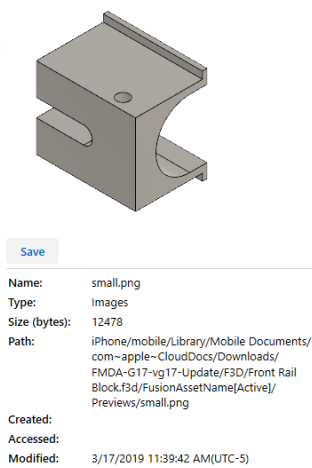 Save
Name: small.png
Type: Images
Size (bytes): 12478
Path: iPhone/mobile/Library/Mobile Documents/
com~apple~CloudDocs/Downloads/
FMDA-G17-vg17-Update/F3D/Front Rail
Block.f3d/FusionAssetName[Active]/
Previews/small.png
Created:
Accessed:
Modified: 3/17/2019 11:39:42 AM(UTC-5)